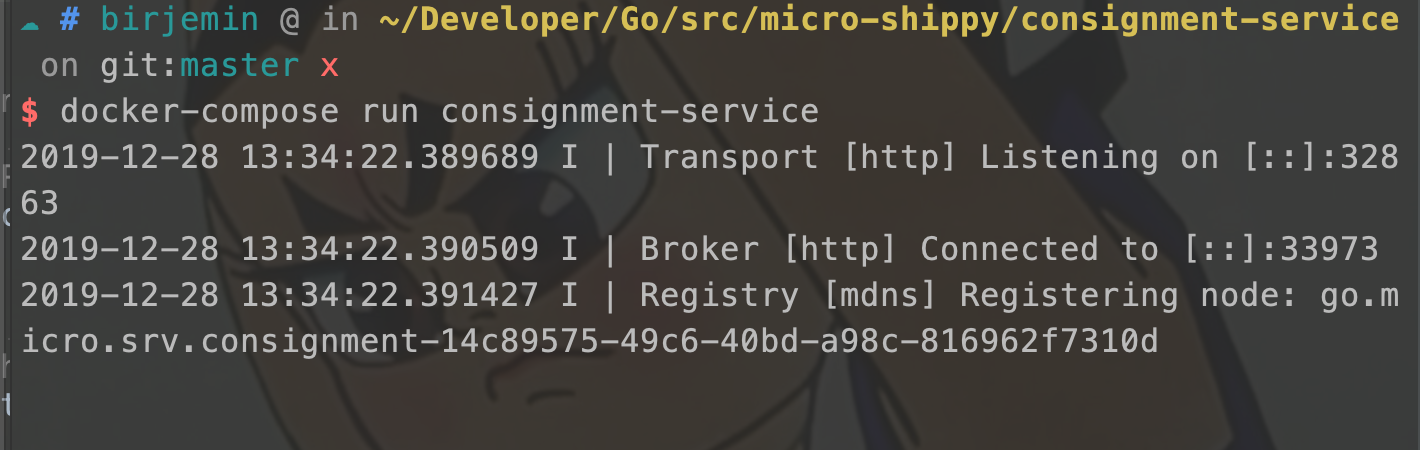 ☁ # birjemin @ in ~/Developer/Go/src/micro-shippy/consignment-service
on git:master x
$ docker-compose run consignment-service
2019-12-28 13:34:22.389689 I | Transport [http] Listening on [::]:328
63
2019-12-28 13:34:22.390509 I | Broker [http] Connected to [::]:33973
2019-12-28 13:34:22.391427 I | Registry [mdns] Registering node: go.m
icro.srv.consignment-14c89575-49c6-40bd-a98c-816962f7310d